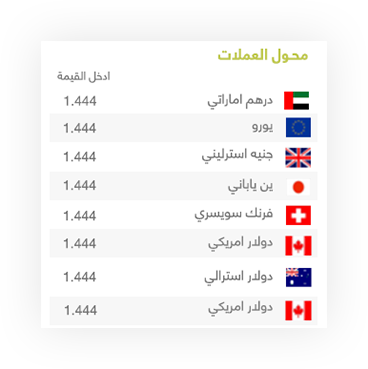 محول العملات
ادخل القيمة
درهم اماراتي 1.444
يورو 1.444
جنيه استرليني 1.444
ين ياباني 1.444
فرنك سويسري 1.444
دولار امريكي 1.444
دولار استرالي 1.444
دولار امريكي 1.444